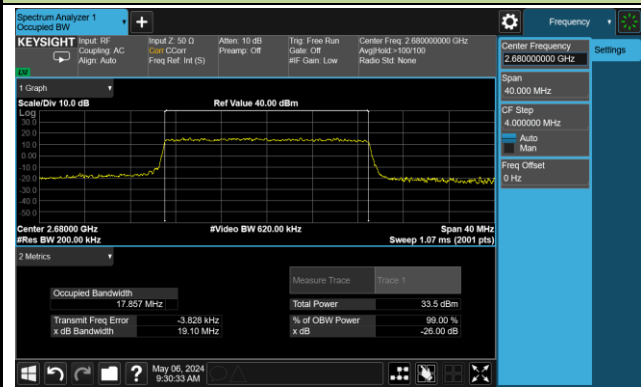 Spectrum Analyzer 1
Occupied BW
Frequency
KEYSIGHT
Input: RF
Coupling: AC
Align: Auto
Input Z: 50 Ω
Corr CCorr
Freq Ref: Int (S)
Atten: 10 dB
Preamp: Off
Trig: Free Run
Gate: Off
#IF Gain: Low
Center Freq: 2.680000000 GHz
Avg|Hold:>100/100
Radio Std: None
Center Frequency
2.680000000 GHz
Settings
Span
40.000 MHz
CF Step
4.000000 MHz
Auto
Man
Freq Offset
0 Hz
1 Graph
Scale/Div 10.0 dB
Ref Value 40.00 dBm
Log
30.0
20.0
10.0
0.00
-10.0
-20.0
-30.0
-40.0
-50.0
Center 2.68000 GHz
#Video BW 620.00 kHz
Span 40 MHz
#Res BW 200.00 kHz
Sweep 1.07 ms (2001 pts)
2 Metrics
Measure Trace
Trace 1
Occupied Bandwidth
17.857 MHz
Total Power
33.5 dBm
Transmit Freq Error
-3.828 kHz
% of OBW Power
99.00 %
x dB Bandwidth
19.10 MHz
x dB
-26.00 dB
May 06, 2024
9:30:33 AM